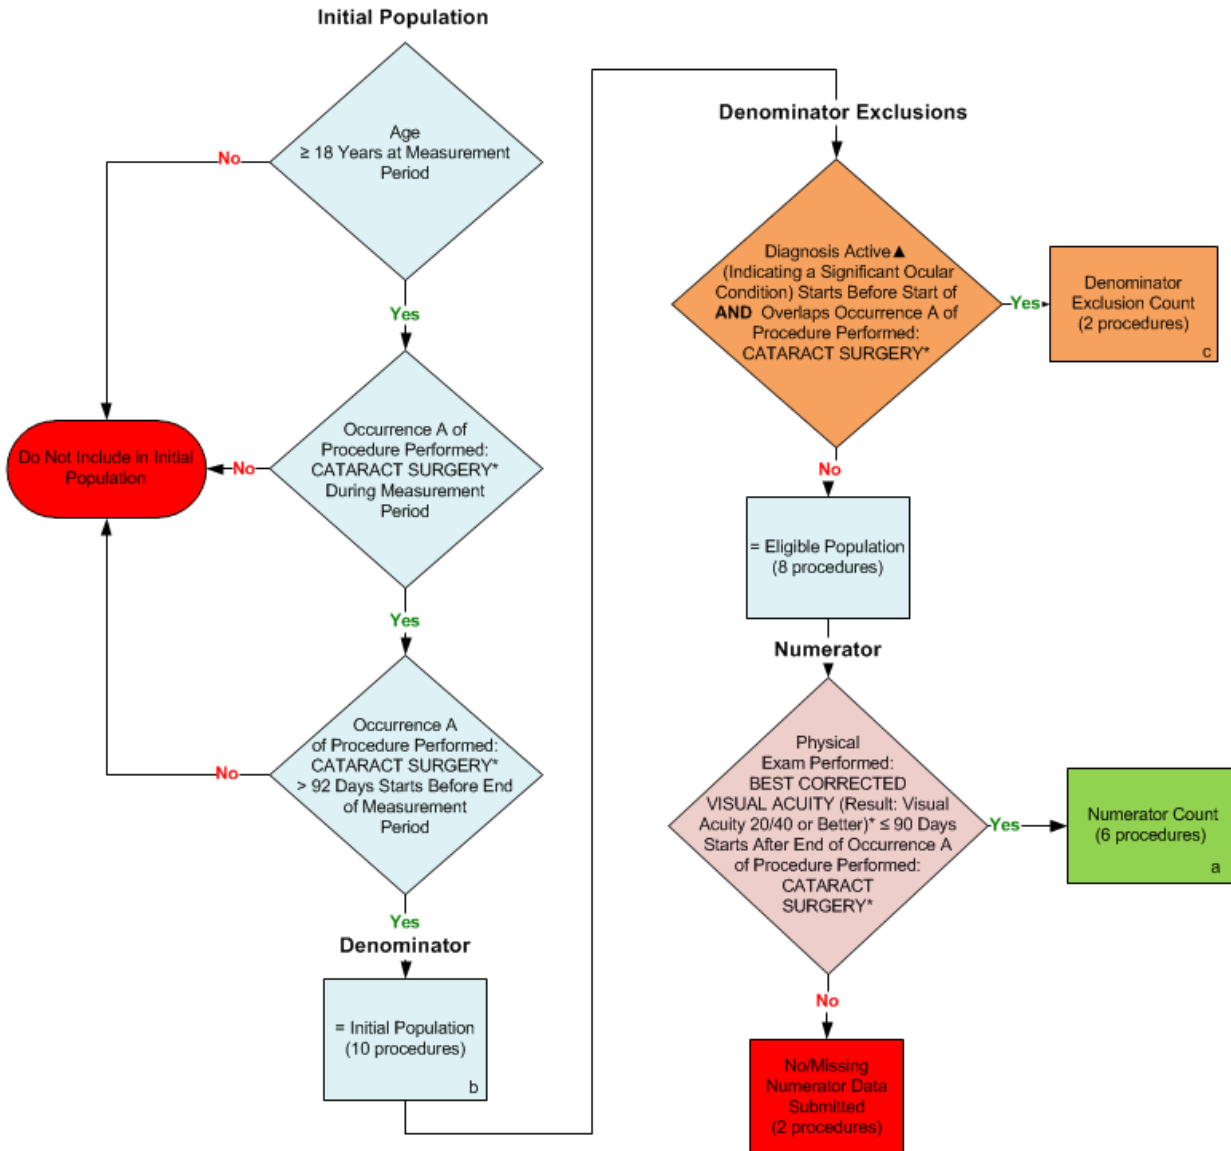 Initial Population
Age
≥ 18 Years at Measurement
Period
No
Yes
Occurrence A of
Procedure Performed:
CATARACT SURGERY*
During Measurement
Period
No
Do Not Include in Initial
Population
Yes
Occurrence A
of Procedure Performed:
CATARACT SURGERY*
> 92 Days Starts Before End
of Measurement
Period
No
Yes
Denominator
= Initial Population
(10 procedures)
b
Denominator Exclusions
Diagnosis Active▲
(Indicating a Significant Ocular
Condition) Starts Before Start of
AND Overlaps Occurrence A of
Procedure Performed:
CATARACT SURGERY*
Yes
Denominator
Exclusion Count
(2 procedures)
c
No
= Eligible Population
(8 procedures)
Numerator
Physical
Exam Performed:
BEST CORRECTED
VISUAL ACUITY (Result: Visual
Acuity 20/40 or Better)* ≤ 90 Days
Starts After End of Occurrence A
of Procedure Performed:
CATARACT
SURGERY*
Yes
Numerator Count
(6 procedures)
a
No
No/Missing
Numerator Data
Submitted
(2 procedures)